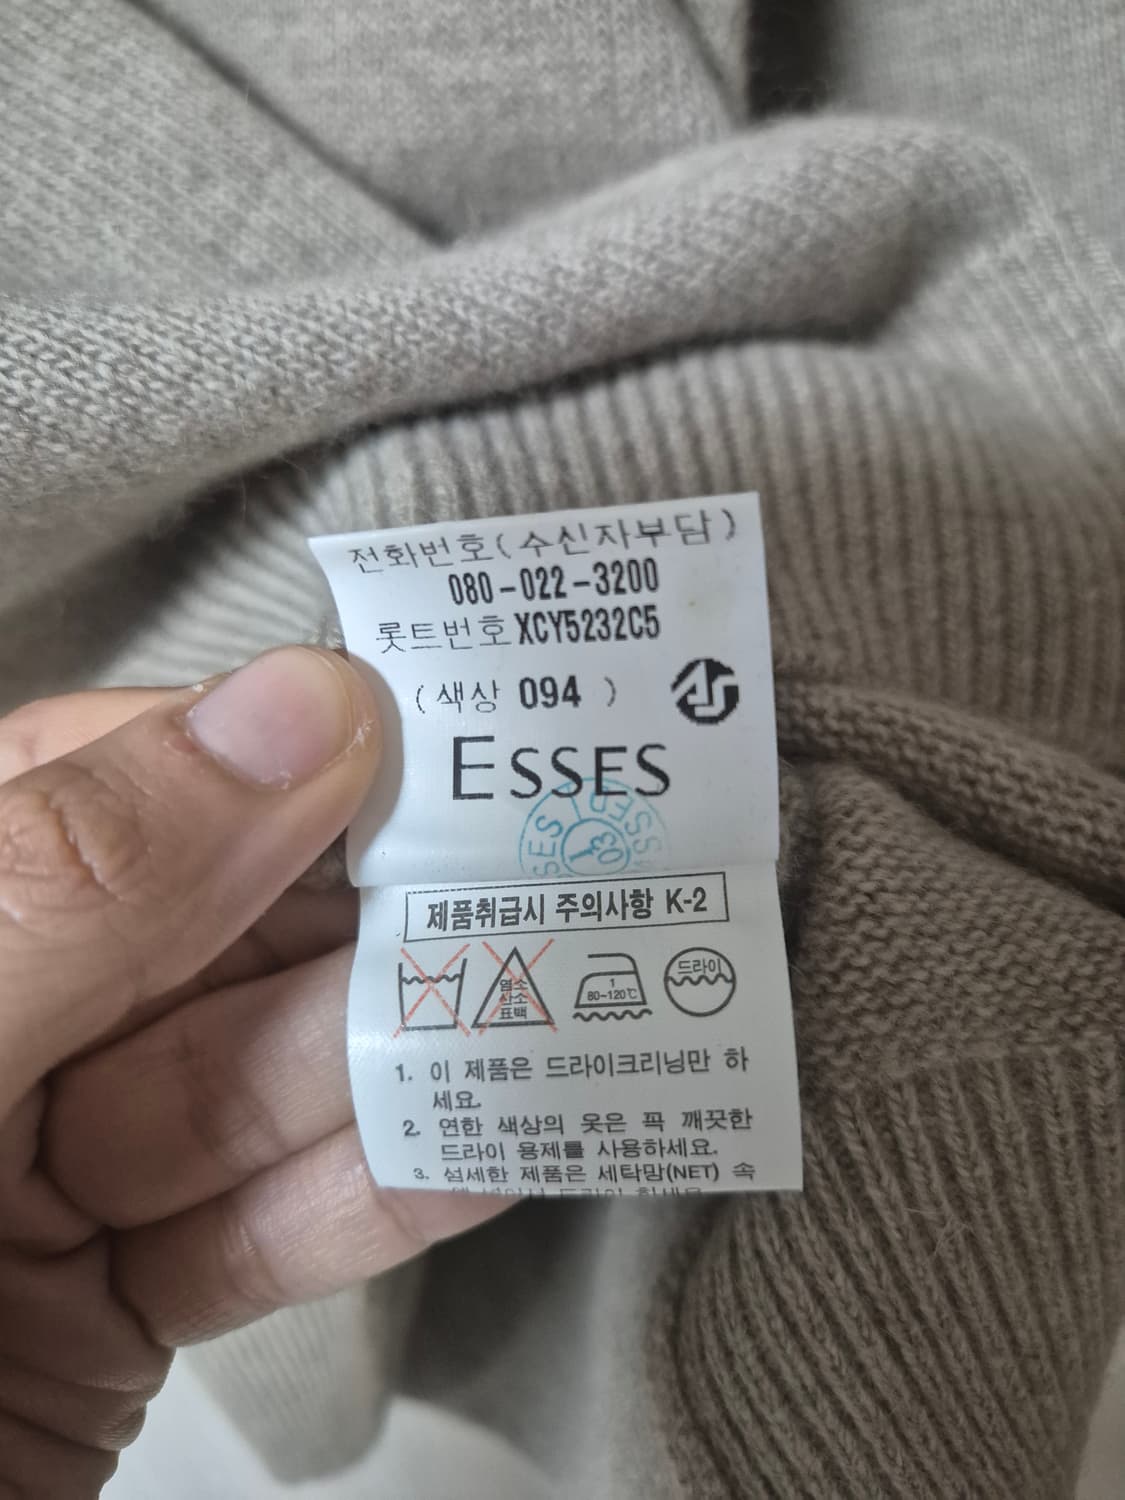 전화번호(수신자부담)
080-022-3200
롯트번호 XCY5232C5
(색상 094 )
ESSES
제품취급시 주의사항 K-2
염소
산소
표백
1
80~120℃
드라이
1. 이 제품은 드라이크리닝만 하
세요.
2. 연한 색상의 옷은 꼭 깨끗한
드라이 용제를 사용하세요.
3. 섬세한 제품은 세탁망(NET) 속